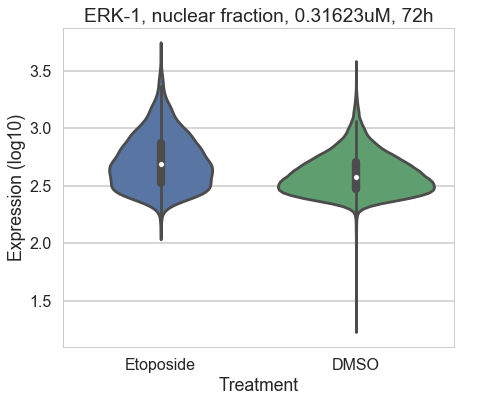 ERK-1, nuclear fraction, 0.31623uM, 72h
Expression (log10)
3.5
3.0
2.5
2.0
1.5
Etoposide DMSO
Treatment